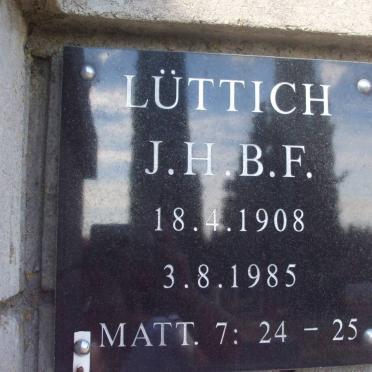 LÜTTICH
J.H.B.F.
18.4.1908
3.8.1985
MATT. 7: 24 – 25